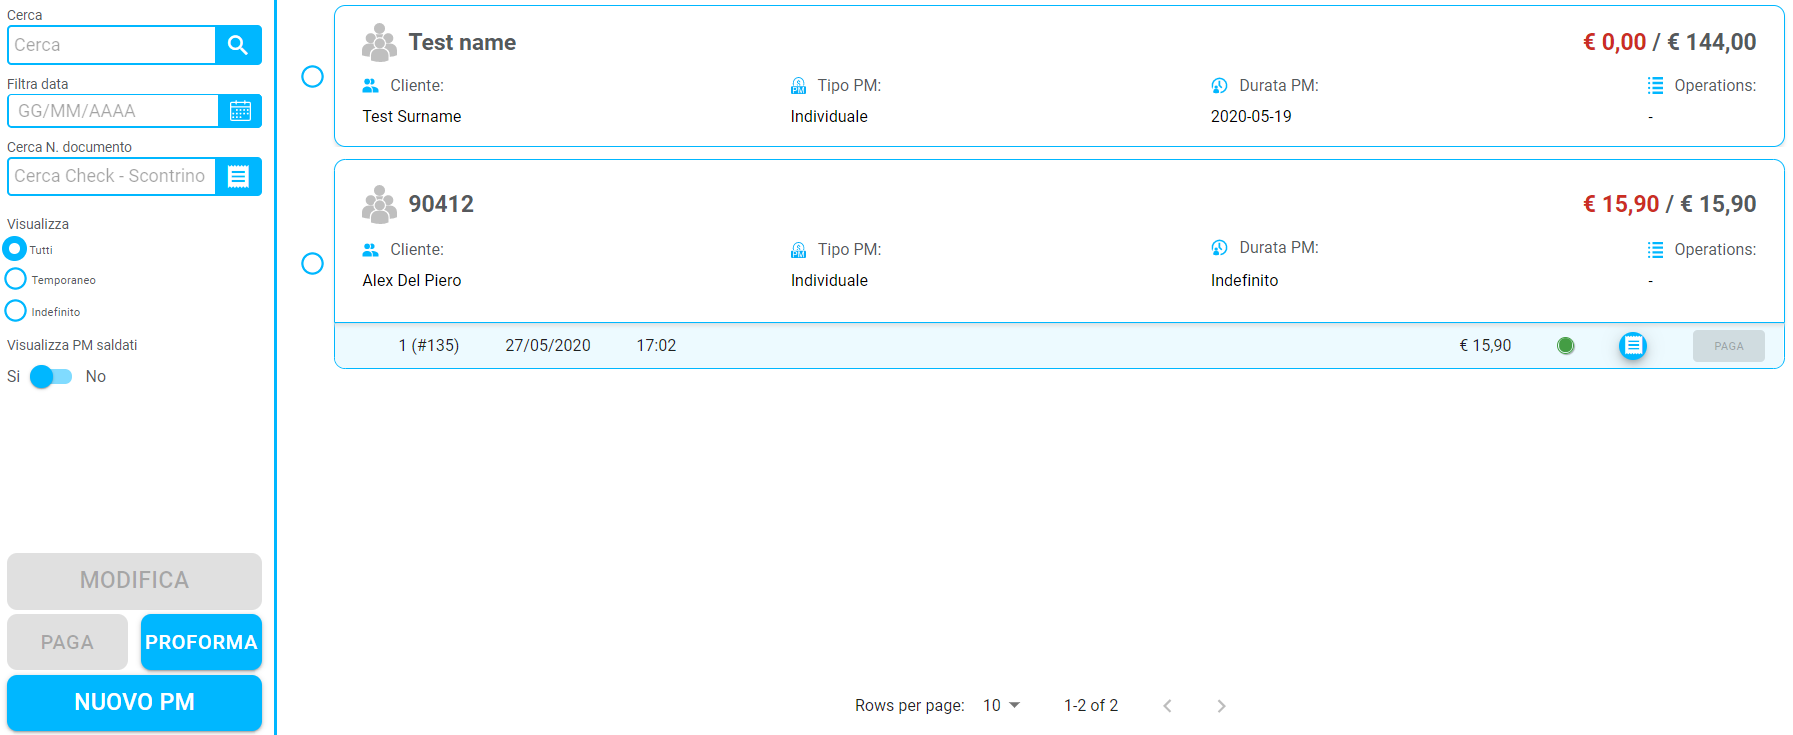 Cerca
Cerca
Filtra data
GG/MM/AAAA
Cerca N. documento
Cerca Check - Scontrino
Visualizza
Tutti
Temporaneo
Indefinito
Visualizza PM saldati
Si No
MODIFICA
PAGA PROFORMA
NUOVO PM
Test name € 0,00 / € 144,00
Cliente: Tipo PM: Durata PM: Operations:
Test Surname Individuale 2020-05-19 -
90412 € 15,90 / € 15,90
Cliente: Tipo PM: Durata PM: Operations:
Alex Del Piero Individuale Indefinito -
1 (#135) 27/05/2020 17:02 € 15,90 PAGA
Rows per page: 10 1-2 of 2